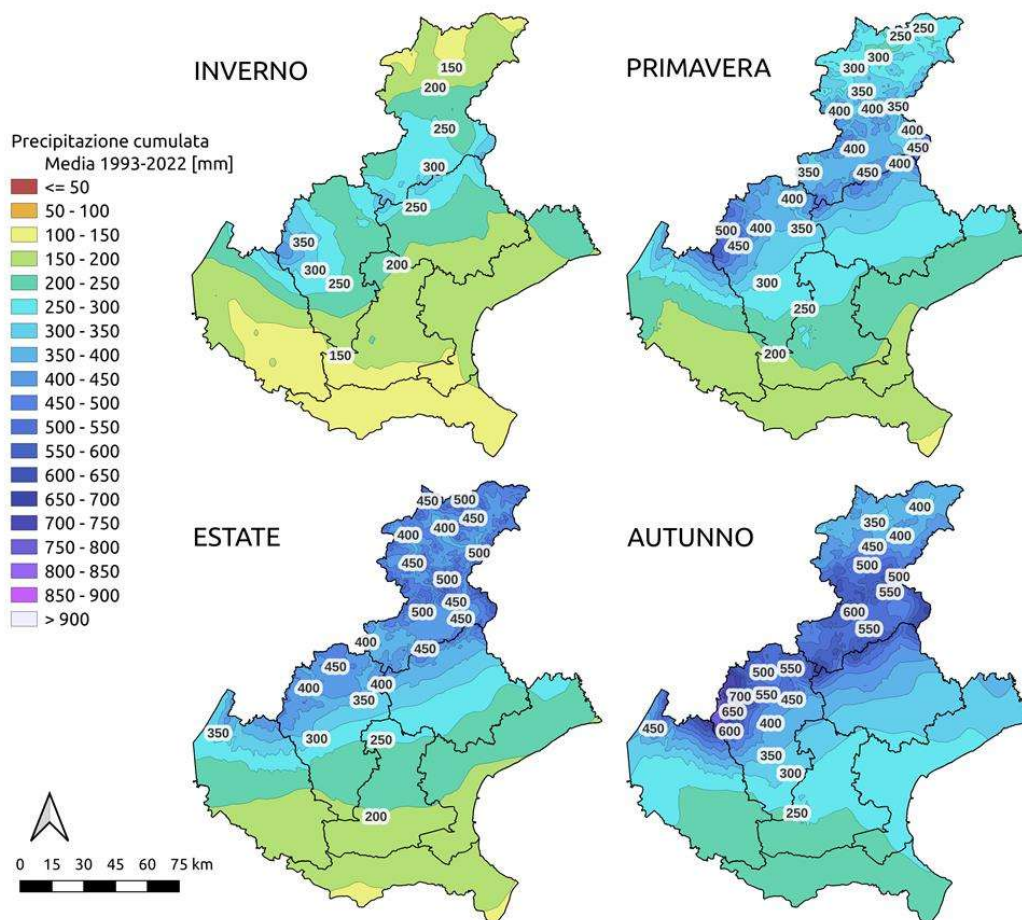 INVERNO
150
200
250
300
250
350
300
250
200
150
PRIMAVERA
250 250
300
300
350
400 400 350
400
400 450
400
350 450
400
500 400 350
450
300
250
200
Precipitazione cumulata
Media 1993-2022 [mm]
<= 50
50 - 100
100 - 150
150 - 200
200 - 250
250 - 300
300 - 350
350 - 400
400 - 450
450 - 500
500 - 550
550 - 600
600 - 650
650 - 700
700 - 750
750 - 800
800 - 850
850 - 900
> 900
ESTATE
450 500
450
400 400
500
450
500
450
500 450
400 450
450
400 400
350
350 300 250
200
AUTUNNO
400
350
400
450
500 500
550
600
550
500 550
700 550 450
650
450 600 400
350
300
250
0 15 30 45 60 75 km